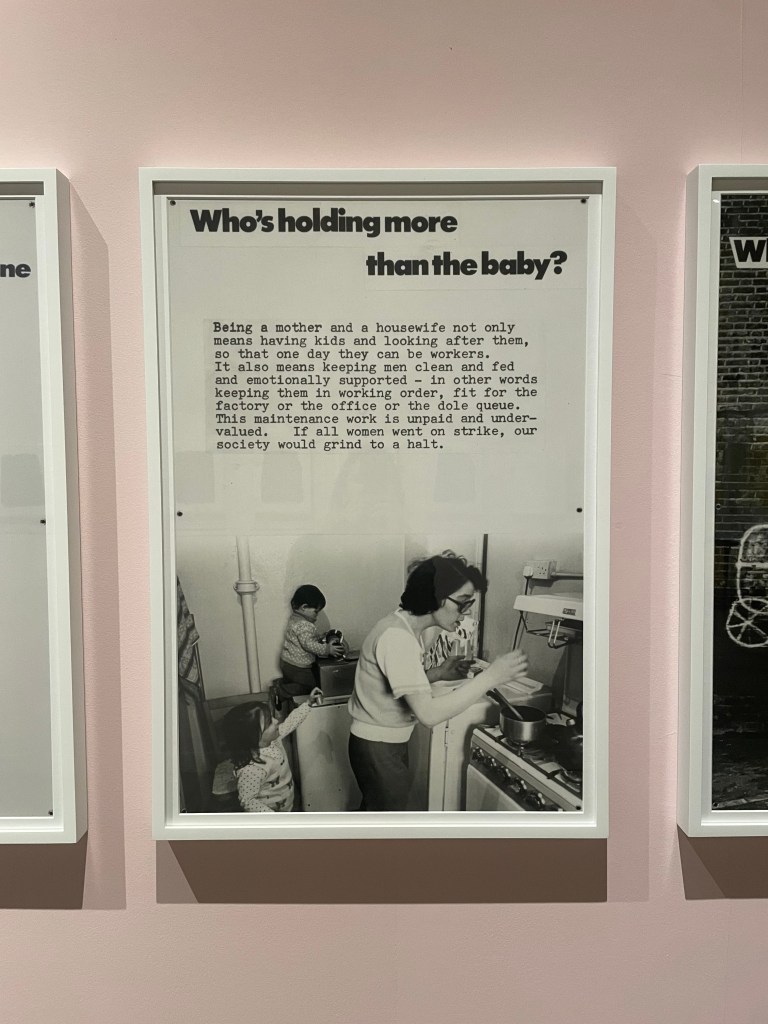 Who's holding more
than the baby?
Being a mother and a housewife not only
means having kids and looking after them,
so that one day they can be workers.
It also means keeping men clean and fed
and emotionally supported – in other words
keeping them in working order, fit for the
factory or the office or the dole queue.
This maintenance work is unpaid and under-
valued.   If all women went on strike, our
society would grind to a halt.
ne